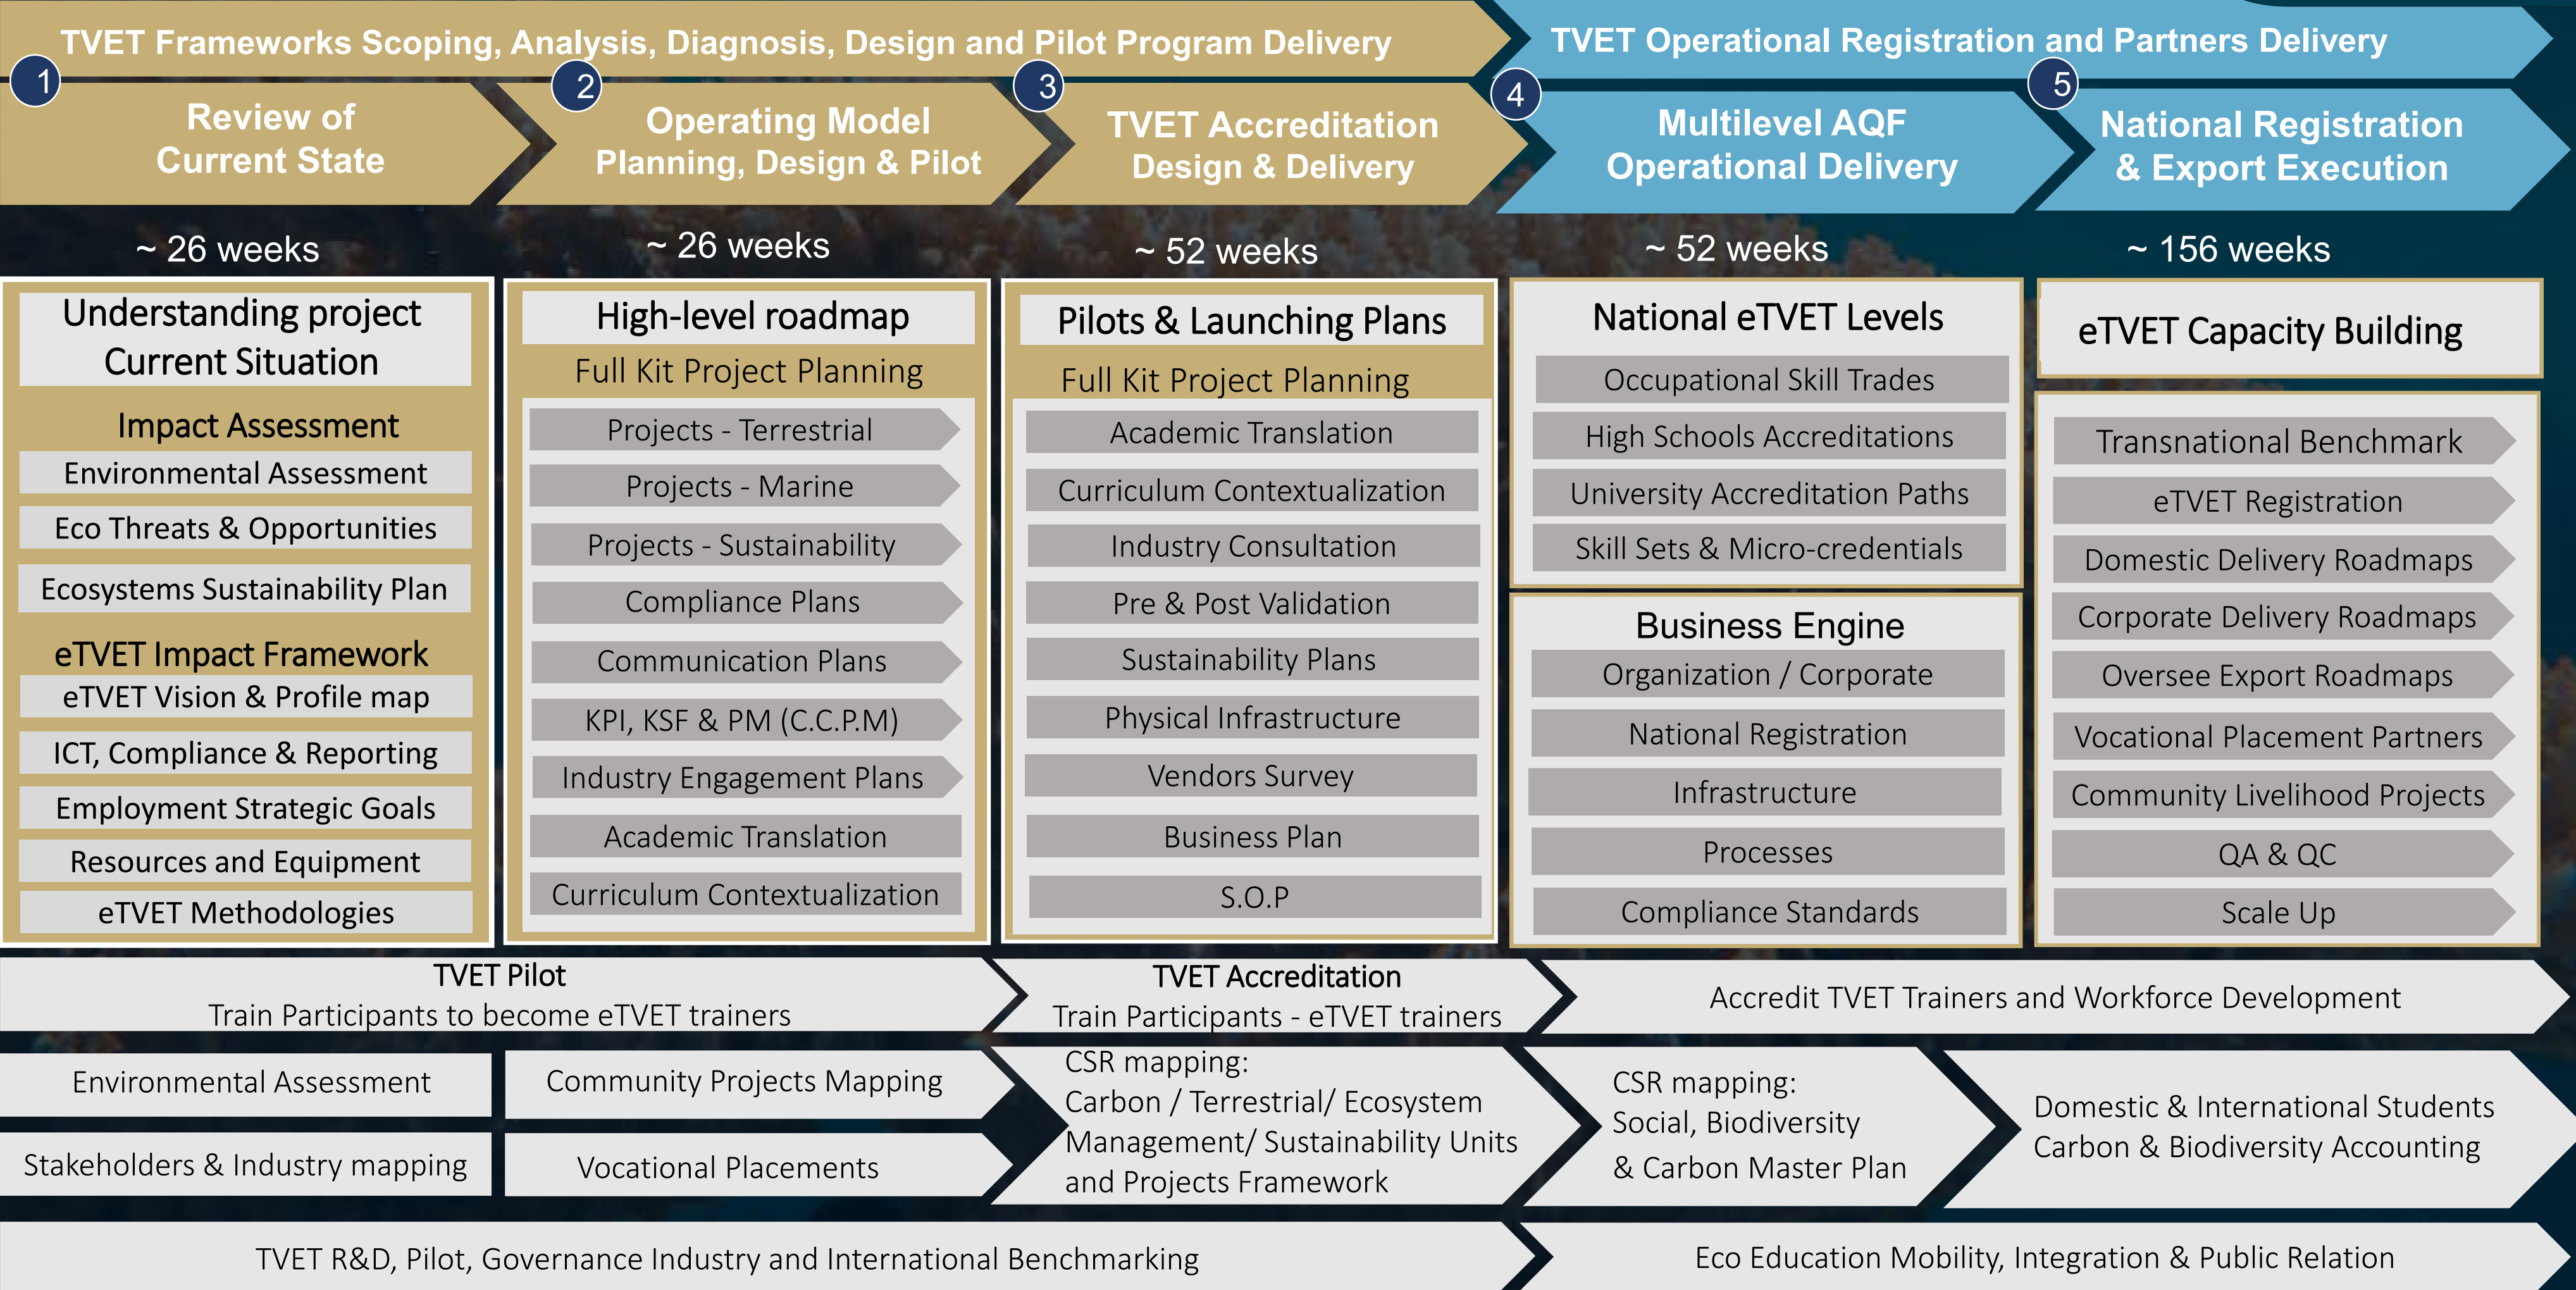 TVET Frameworks Scoping, Analysis, Diagnosis, Design and Pilot Program Delivery
TVET Operational Registration and Partners Delivery
1
Review of
Current State
2
Operating Model
Planning, Design & Pilot
3
TVET Accreditation
Design & Delivery
4
Multilevel AQF
Operational Delivery
5
National Registration
& Export Execution
~ 26 weeks
~ 26 weeks
~ 52 weeks
~ 52 weeks
~ 156 weeks
Understanding project
Current Situation
Impact Assessment
Environmental Assessment
Eco Threats & Opportunities
Ecosystems Sustainability Plan
eTVET Impact Framework
eTVET Vision & Profile map
ICT, Compliance & Reporting
Employment Strategic Goals
Resources and Equipment
eTVET Methodologies
High-level roadmap
Full Kit Project Planning
Projects - Terrestrial
Projects - Marine
Projects - Sustainability
Compliance Plans
Communication Plans
KPI, KSF & PM (C.C.P.M)
Industry Engagement Plans
Academic Translation
Curriculum Contextualization
Pilots & Launching Plans
Full Kit Project Planning
Academic Translation
Curriculum Contextualization
Industry Consultation
Pre & Post Validation
Sustainability Plans
Physical Infrastructure
Vendors Survey
Business Plan
S.O.P
National eTVET Levels
Occupational Skill Trades
High Schools Accreditations
University Accreditation Paths
Skill Sets & Micro-credentials
Business Engine
Organization / Corporate
National Registration
Infrastructure
Processes
Compliance Standards
eTVET Capacity Building
Transnational Benchmark
eTVET Registration
Domestic Delivery Roadmaps
Corporate Delivery Roadmaps
Oversee Export Roadmaps
Vocational Placement Partners
Community Livelihood Projects
QA & QC
Scale Up
TVET Pilot
Train Participants to become eTVET trainers
TVET Accreditation
Train Participants - eTVET trainers
Accredit TVET Trainers and Workforce Development
Environmental Assessment
Stakeholders & Industry mapping
Community Projects Mapping
Vocational Placements
CSR mapping:
Carbon / Terrestrial/ Ecosystem
Management/ Sustainability Units
and Projects Framework
CSR mapping:
Social, Biodiversity
& Carbon Master Plan
Domestic & International Students
Carbon & Biodiversity Accounting
TVET R&D, Pilot, Governance Industry and International Benchmarking
Eco Education Mobility, Integration & Public Relation